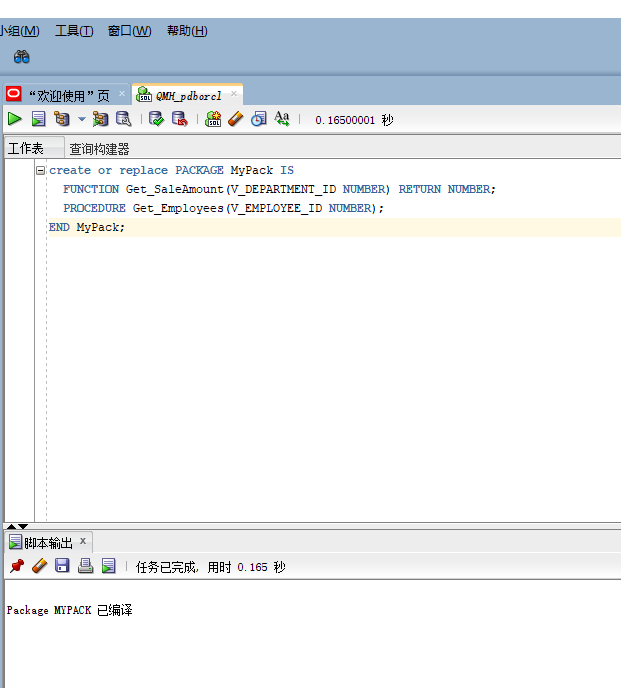 小组(M) 工具(T) 窗口(W) 帮助(H)
“欢迎使用”页 QMH_pdborcl
SQL SQL Aa 0.16500001 秒
工作表 查询构建器
create or replace PACKAGE MyPack IS
FUNCTION Get_SaleAmount(V_DEPARTMENT_ID NUMBER) RETURN NUMBER;
PROCEDURE Get_Employees(V_EMPLOYEE_ID NUMBER);
END MyPack;
脚本输出 x
任务已完成, 用时 0.165 秒
Package MYPACK 已编译